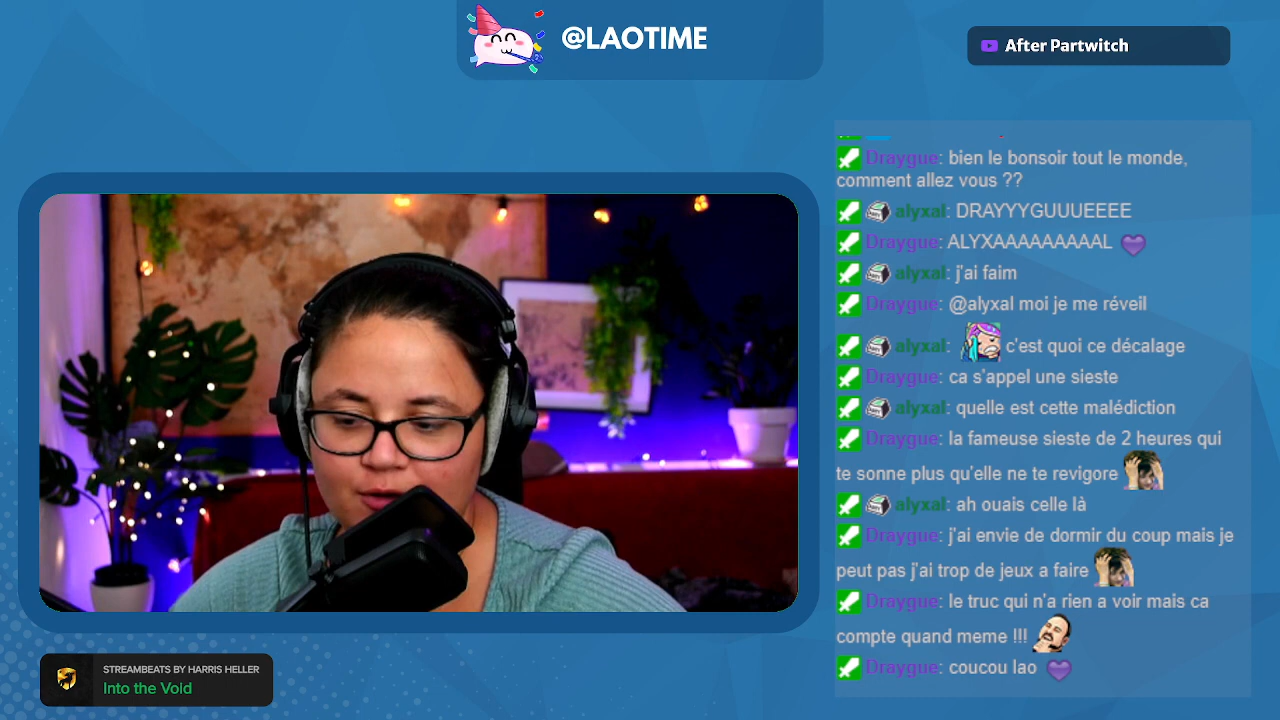 @LAOTIME
After Partwitch
Draygue: bien le bonsoir tout le monde,
comment allez vous ??
alyxal: DRAYYYGUUUEEEE
Draygue: ALYXAAAAAAAAAL
alyxal: j'ai faim
Draygue: @alyxal moi je me réveil
alyxal: c'est quoi ce décalage
Draygue: ca s'appel une sieste
alyxal: quelle est cette malédiction
Draygue: la fameuse sieste de 2 heures qui
te sonne plus qu'elle ne te revigore
alyxal: ah ouais celle là
Draygue: j'ai envie de dormir du coup mais je
peut pas j'ai trop de jeux a faire
Draygue: le truc qui n'a rien a voir mais ca
compte quand meme !!!
Draygue: coucou lao
STREAMBEATS BY HARRIS HELLER
Into the Void